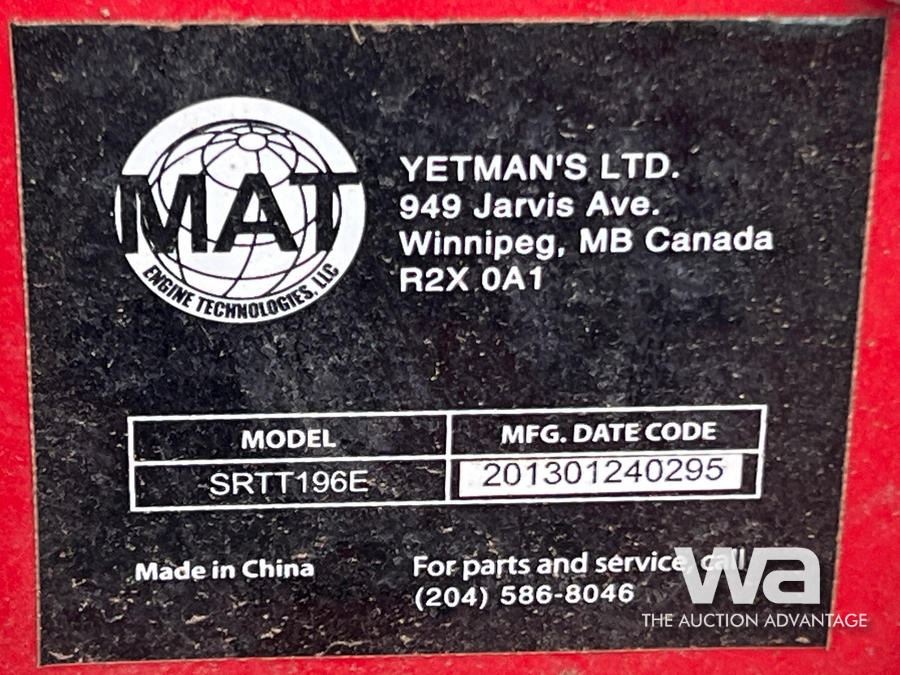 MAT
ENGINE TECHNOLOGIES, LLC
YETMAN'S LTD.
949 Jarvis Ave.
Winnipeg, MB Canada
R2X 0A1
MODEL
MFG. DATE CODE
SRTT196E
201301240295
Made in China
For parts and service, call
(204) 586-8046
wa
THE AUCTION ADVANTAGE